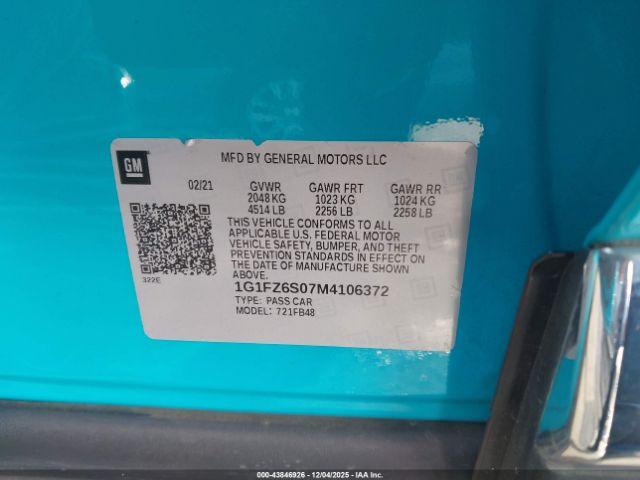 GM
MFD BY GENERAL MOTORS LLC
02/21 GVWR GAWR FRT GAWR RR
2048 KG 1023 KG 1024 KG
4514 LB 2256 LB 2258 LB
THIS VEHICLE CONFORMS TO ALL
APPLICABLE U.S. FEDERAL MOTOR
VEHICLE SAFETY, BUMPER, AND THEFT
PREVENTION STANDARDS IN EFFECT ON
THE DATE OF MANUFACTURE SHOWN
ABOVE.
322E
1G1FZ6S07M4106372
TYPE: PASS CAR
MODEL: 721FB48
©-43846926 - 12/04/2025 - IAAI.COM